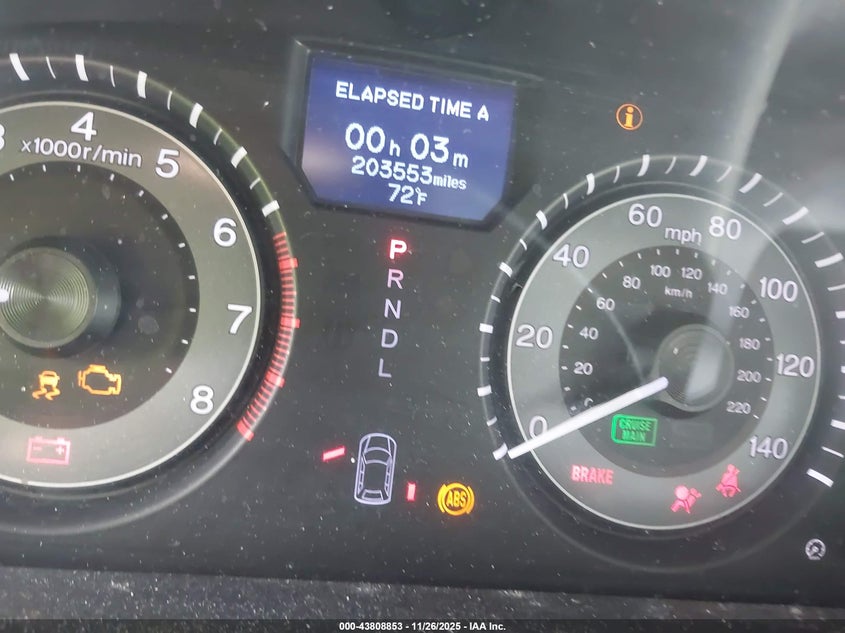 ELAPSED TIME A
00h 03m
203553miles
72°F
4
x1000r/min
5
6
7
8
P
R
N
D
L
ABS
i
0
20
40
60
80
100
120
140
mph
20
40
60
80
100
120
140
160
180
200
220
km/h
CRUISE
MAIN
BRAKE
000-43808853 - 11/26/2025 - IAA Inc.